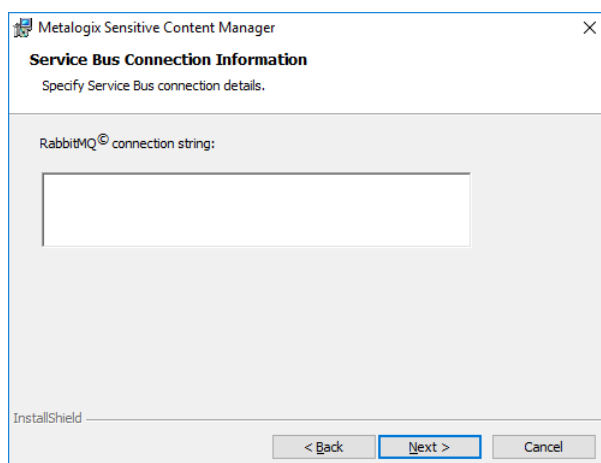 Metalogix Sensitive Content Manager
Service Bus Connection Information
Specify Service Bus connection details.
RabbitMQ© connection string:
InstallShield
< Back Next > Cancel